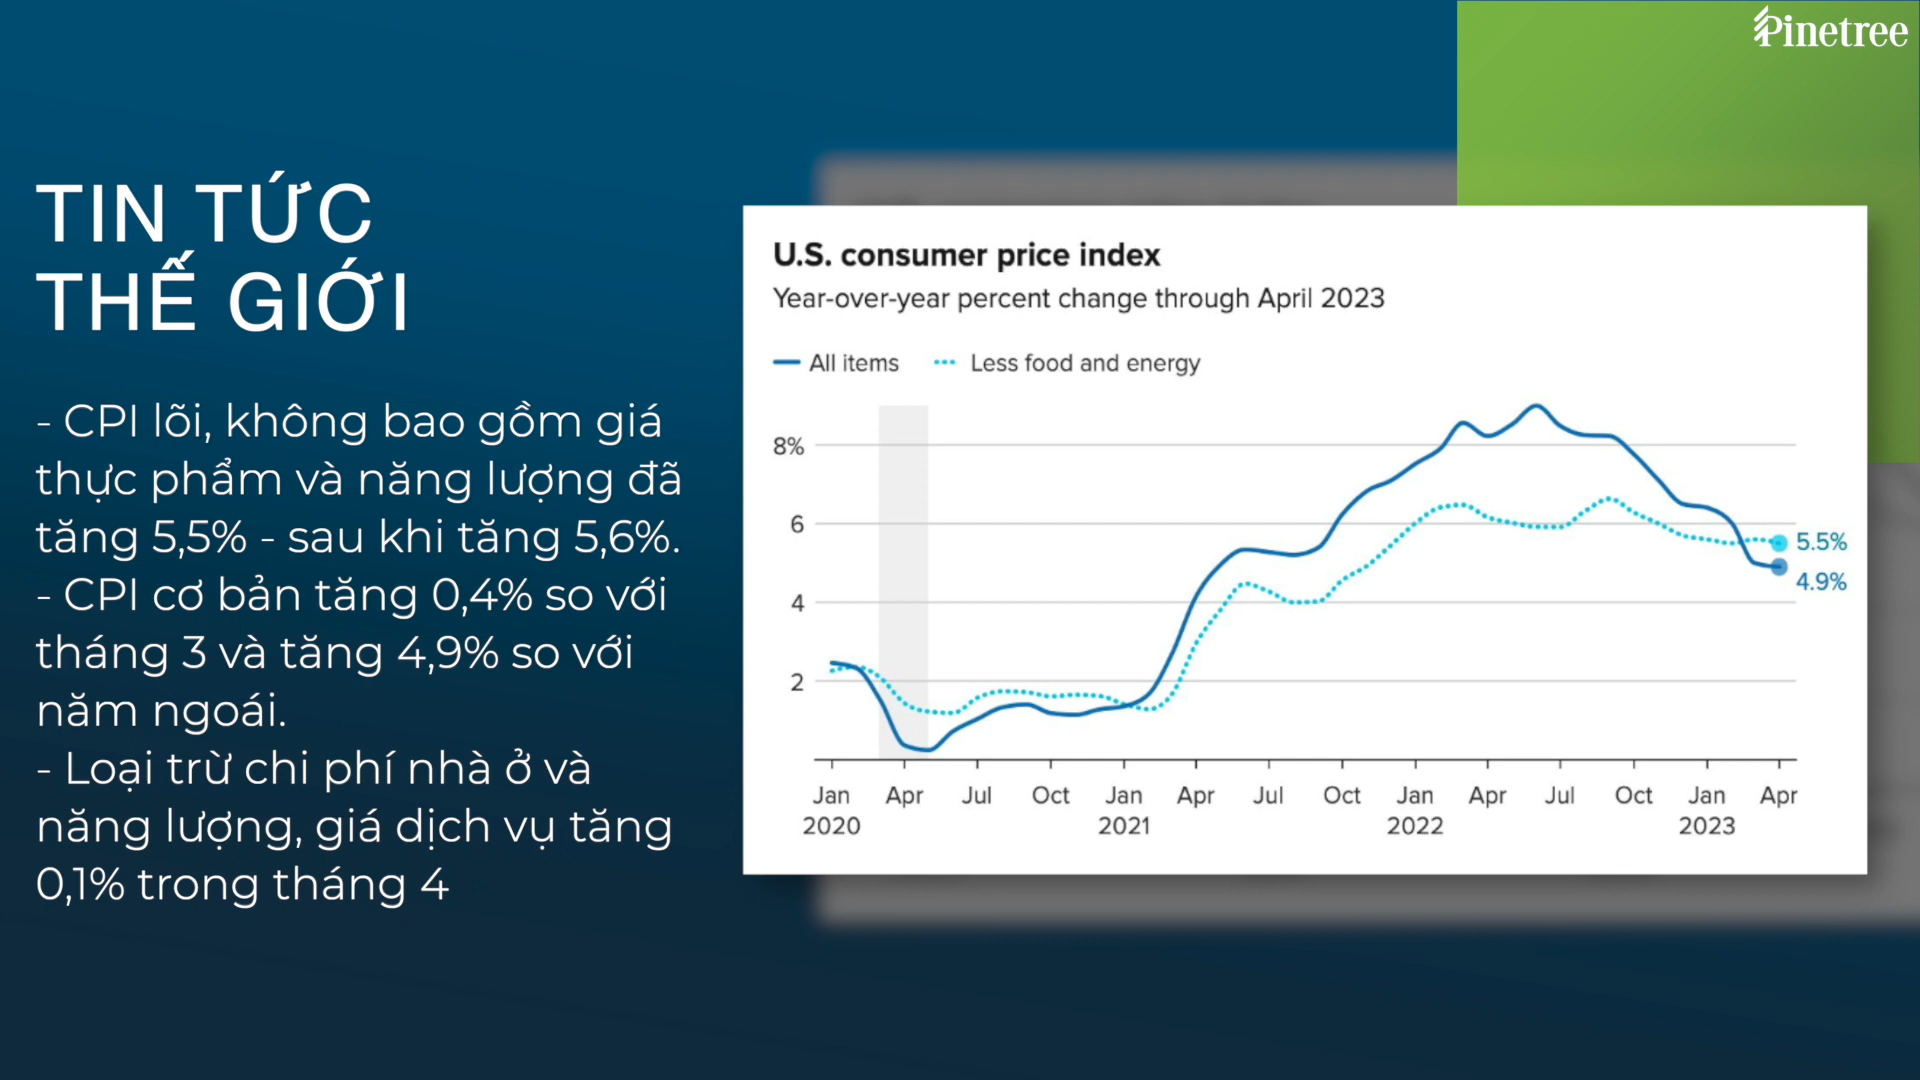 Pinetree
TIN TỨC
THẾ GIỚI
- CPI lõi, không bao gồm giá
thực phẩm và năng lượng đã
tăng 5,5% - sau khi tăng 5,6%.
- CPI cơ bản tăng 0,4% so với
tháng 3 và tăng 4,9% so với
năm ngoái.
- Loại trừ chi phí nhà ở và
năng lượng, giá dịch vụ tăng
0,1% trong tháng 4
U.S. consumer price index
Year-over-year percent change through April 2023
All items Less food and energy
8%
6
4
2
5.5%
4.9%
Jan Apr Jul Oct Jan Apr Jul Oct Jan Apr Jul Oct Jan Apr
2020 2021 2022 2023